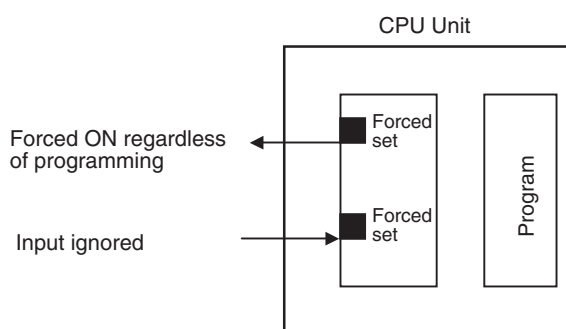 CPU Unit
Forced ON regardless
of programming
Forced
set
Input ignored
Forced
set
Program